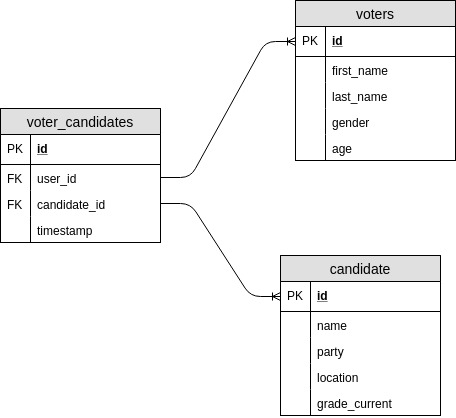 voters
PK id
first_name
last_name
gender
age
voter_candidates
PK id
FK user_id
FK candidate_id
timestamp
candidate
PK id
name
party
location
grade_current